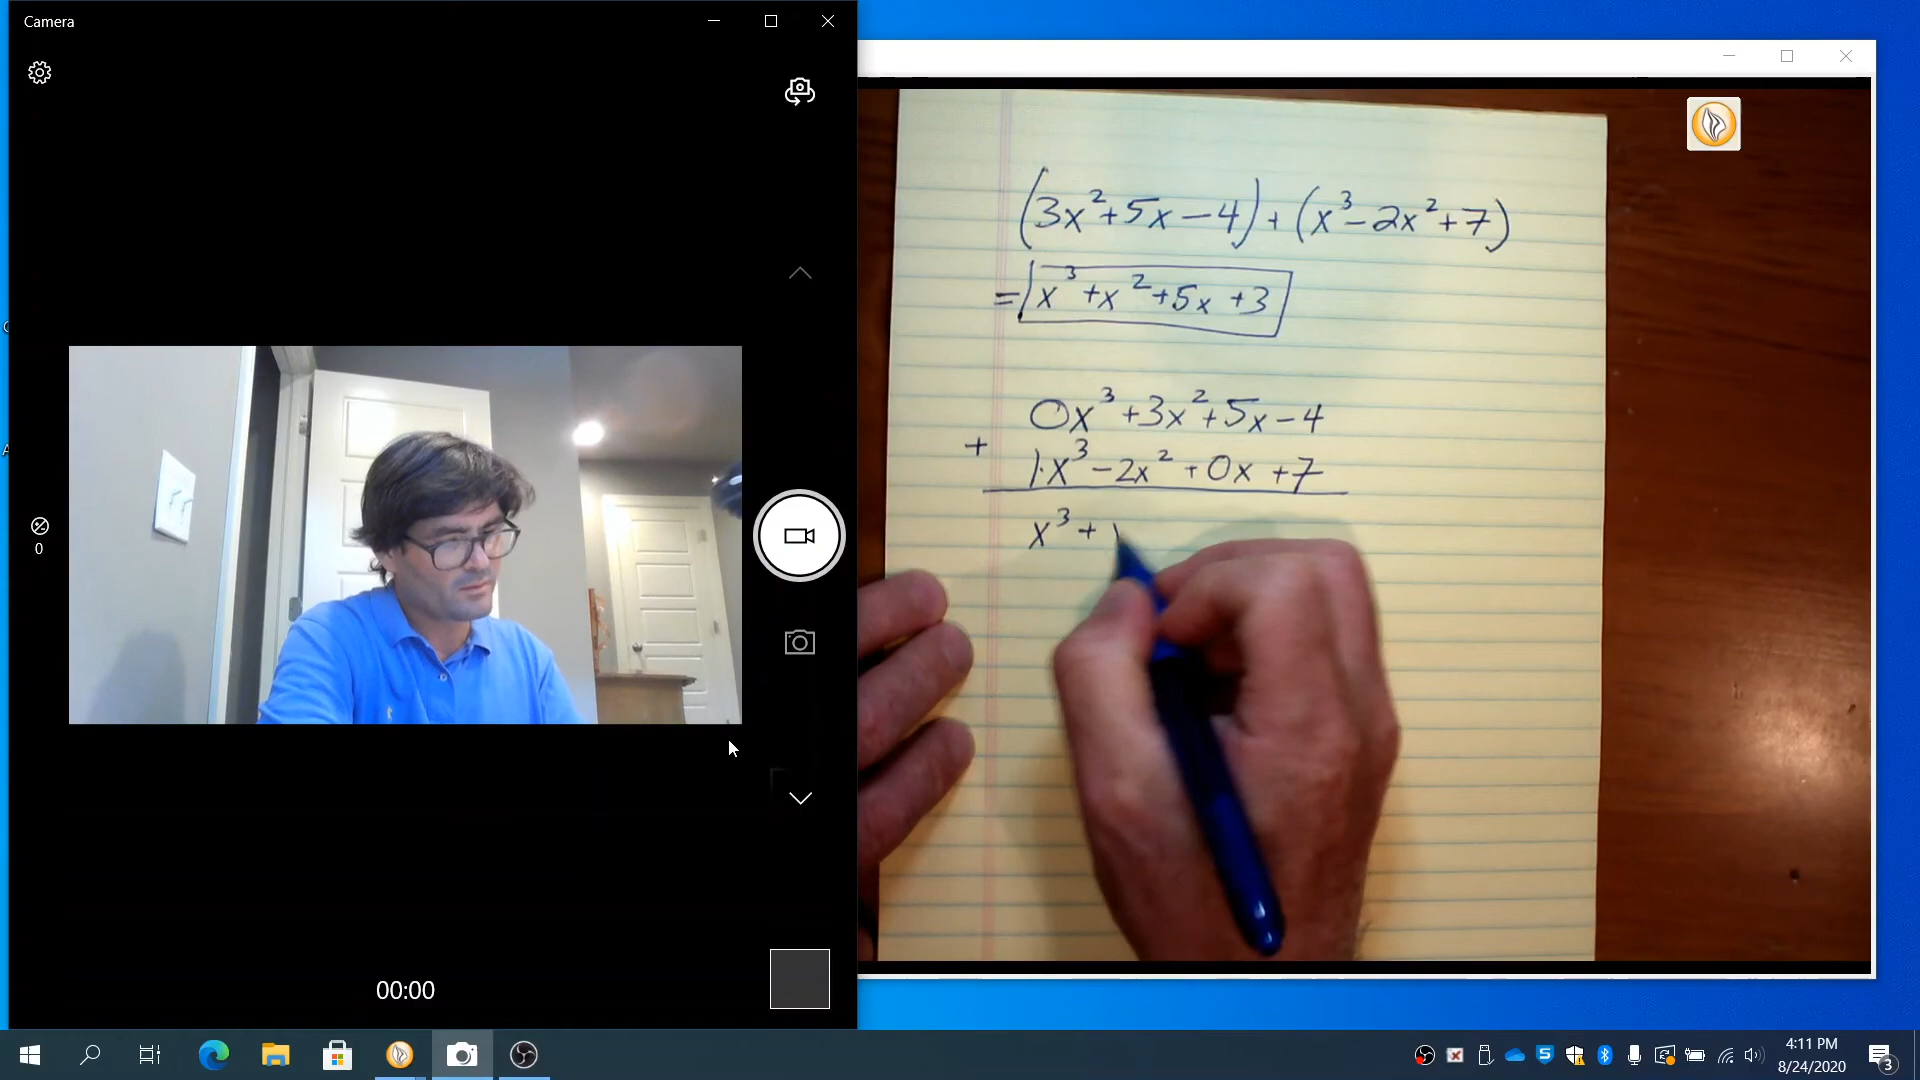 Camera
0
00:00
(3x²+5x-4)+(x³-2x²+7)
=x³+x²+5x+3
0x³+3x²+5x-4
+
1·x³-2x²+0x+7
x³+
4:11 PM
8/24/2020
3